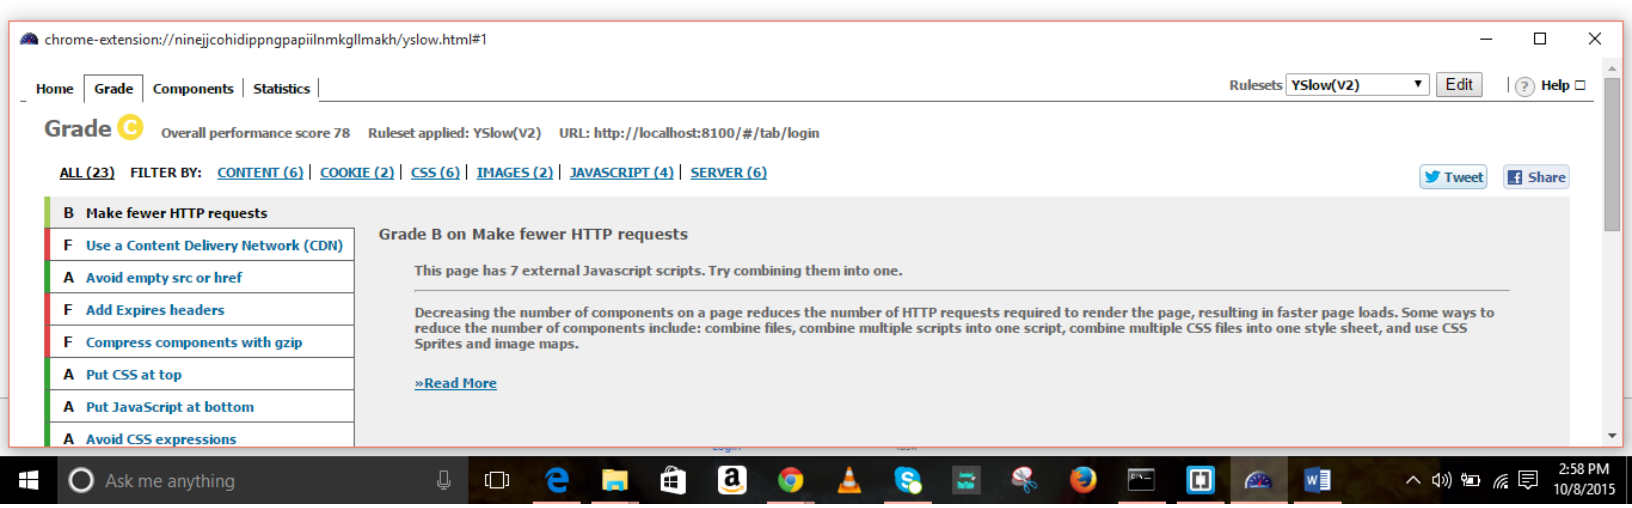 chrome-extension://ninejjcohidippngpapiilnmkgllmakh/yslow.html#1
Home Grade Components Statistics Rulesets YSlow(V2) Edit ? Help
Grade C Overall performance score 78 Ruleset applied: YSlow(V2) URL: http://localhost:8100/#/tab/login
ALL (23) FILTER BY: CONTENT (6) | COOKIE (2) | CSS (6) | IMAGES (2) | JAVASCRIPT (4) | SERVER (6) Tweet Share
B Make fewer HTTP requests
F Use a Content Delivery Network (CDN)
A Avoid empty src or href
F Add Expires headers
F Compress components with gzip
A Put CSS at top
A Put JavaScript at bottom
A Avoid CSS expressions
Grade B on Make fewer HTTP requests
This page has 7 external Javascript scripts. Try combining them into one.
Decreasing the number of components on a page reduces the number of HTTP requests required to render the page, resulting in faster page loads. Some ways to
reduce the number of components include: combine files, combine multiple scripts into one script, combine multiple CSS files into one style sheet, and use CSS
Sprites and image maps.
»Read More
Login
Ask me anything
2:58 PM
10/8/2015